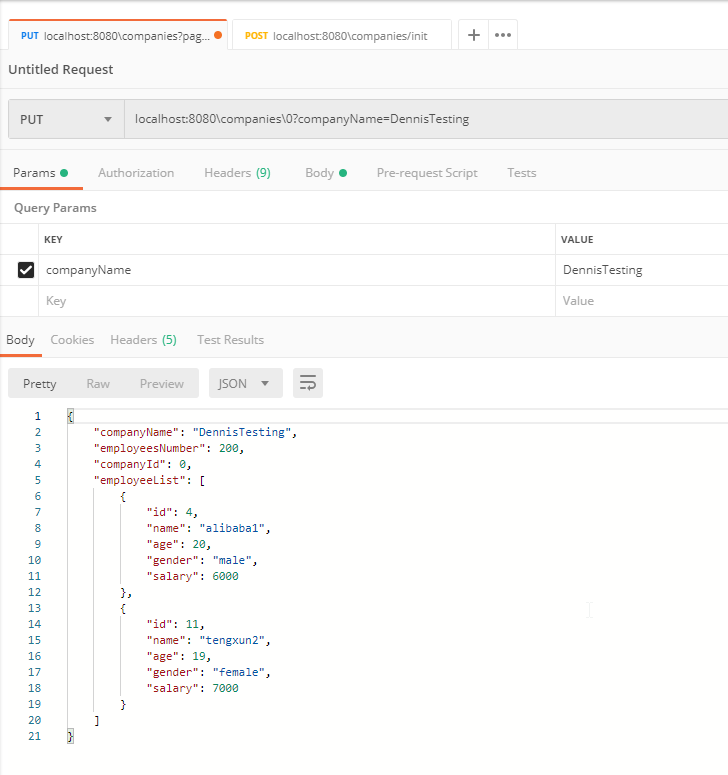 PUT localhost:8080\companies?pag... POST localhost:8080\companies/init + •••
Untitled Request
PUT localhost:8080\companies\0?companyName=DennisTesting
Params Authorization Headers (9) Body Pre-request Script Tests
Query Params
KEY VALUE
companyName DennisTesting
Key Value
Body Cookies Headers (5) Test Results
Pretty Raw Preview JSON
1 {
2 "companyName": "DennisTesting",
3 "employeesNumber": 200,
4 "companyId": 0,
5 "employeeList": [
6 {
7 "id": 4,
8 "name": "alibaba1",
9 "age": 20,
10 "gender": "male",
11 "salary": 6000
12 },
13 {
14 "id": 11,
15 "name": "tengxun2",
16 "age": 19,
17 "gender": "female",
18 "salary": 7000
19 }
20 ]
21 }